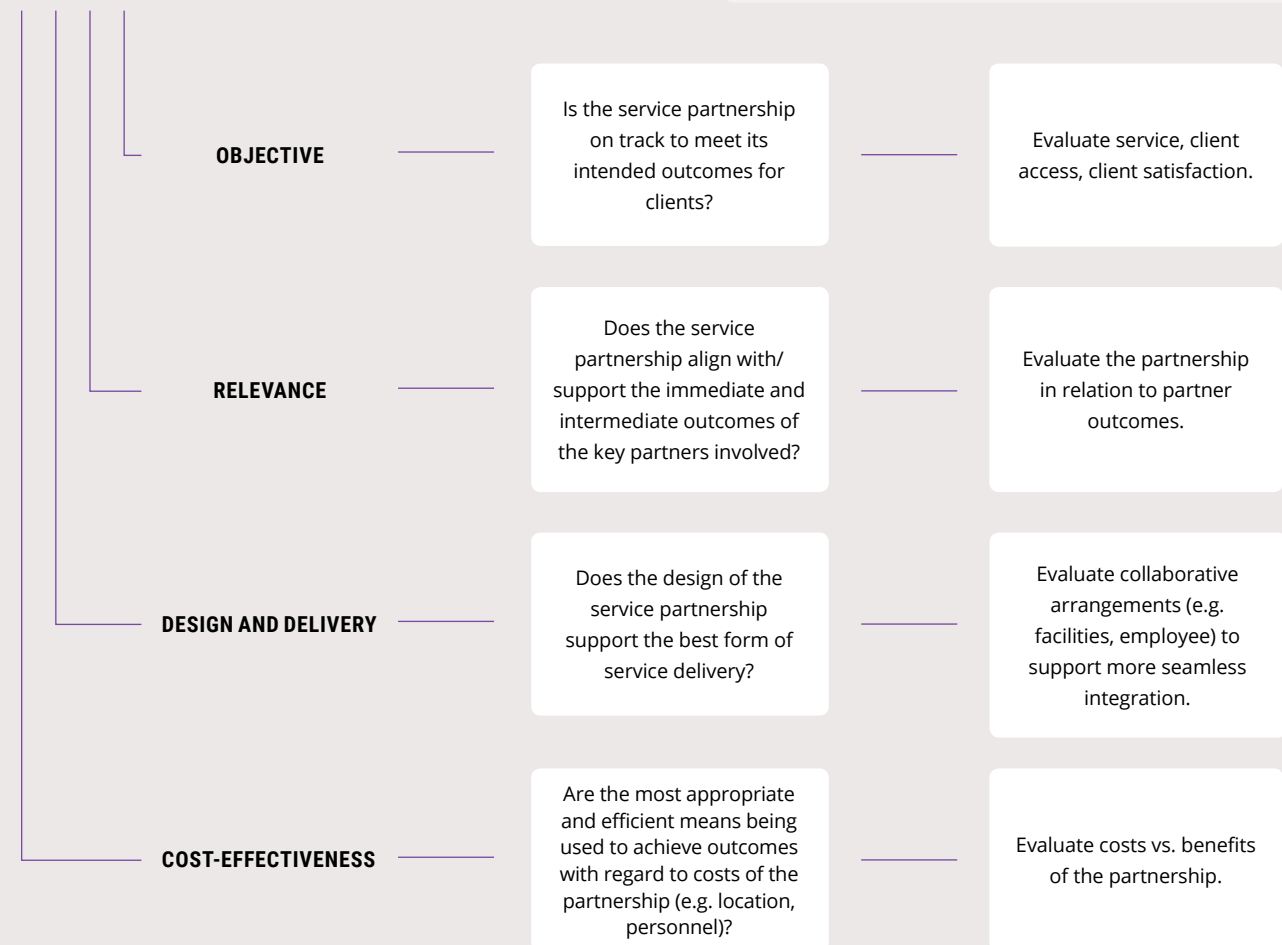 OBJECTIVE
Is the service partnership
on track to meet its
intended outcomes for
clients?
Evaluate service, client
access, client satisfaction.
RELEVANCE
Does the service
partnership align with/
support the immediate and
intermediate outcomes of
the key partners involved?
Evaluate the partnership
in relation to partner
outcomes.
DESIGN AND DELIVERY
Does the design of the
service partnership
support the best form of
service delivery?
Evaluate collaborative
arrangements (e.g.
facilities, employee) to
support more seamless
integration.
COST-EFFECTIVENESS
Are the most appropriate
and efficient means being
used to achieve outcomes
with regard to costs of the
partnership (e.g. location,
personnel)?
Evaluate costs vs. benefits
of the partnership.